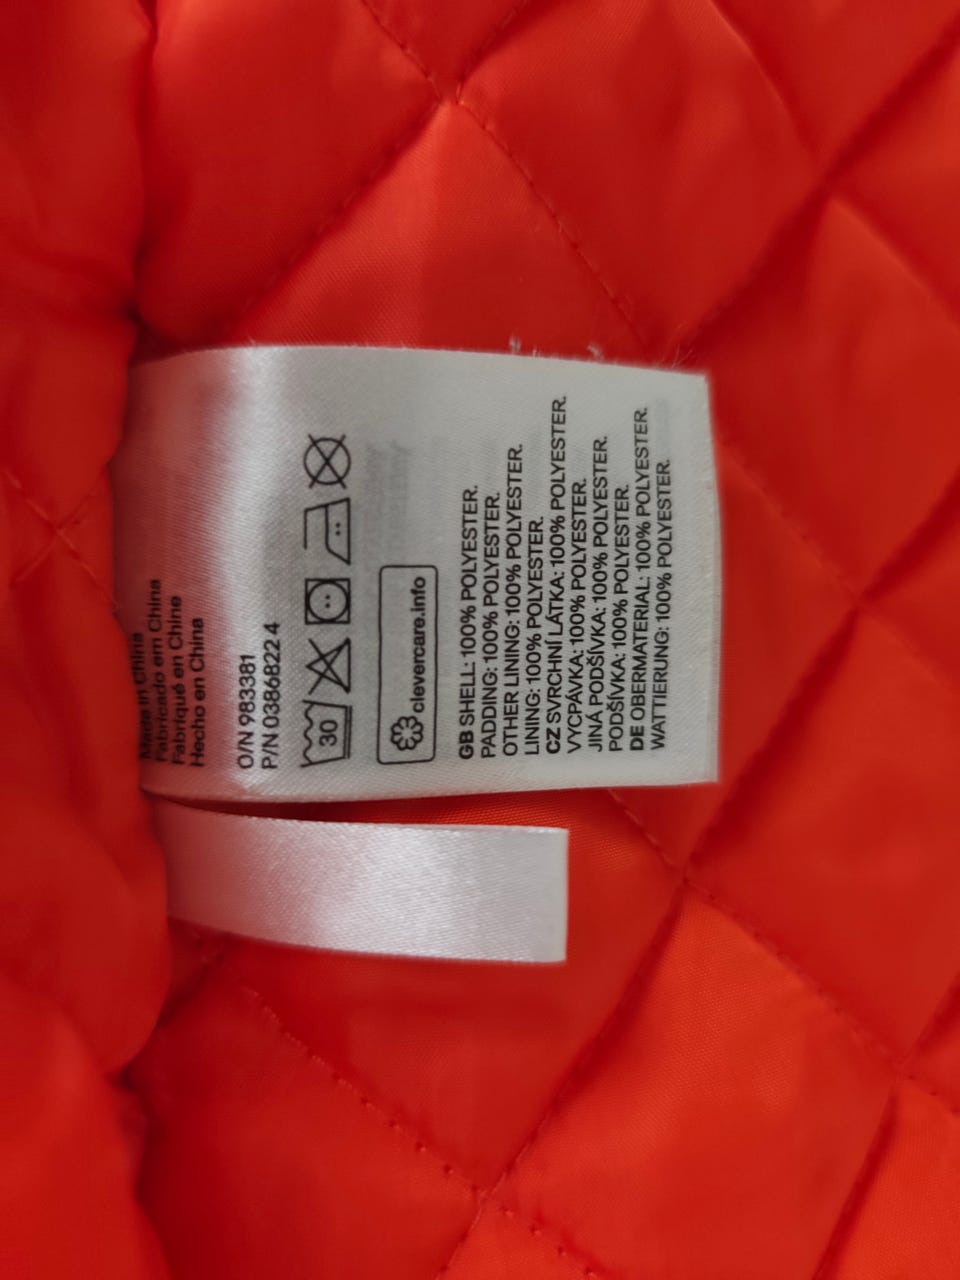 Made in China
Fabricado em China
Fabriqué en Chine
Hecho en China
O/N 983381
P/N 0386822 4
30
clevercare.info
GB SHELL: 100% POLYESTER.
PADDING: 100% POLYESTER.
OTHER LINING: 100% POLYESTER.
LINING: 100% POLYESTER.
CZ SVRCHNÍ LÁTKA: 100% POLYESTER.
VYCPÁVKA: 100% POLYESTER.
JINÁ PODŠÍVKA: 100% POLYESTER.
PODŠÍVKA: 100% POLYESTER.
DE OBERMATERIAL: 100% POLYESTER.
WATTIERUNG: 100% POLYESTER.